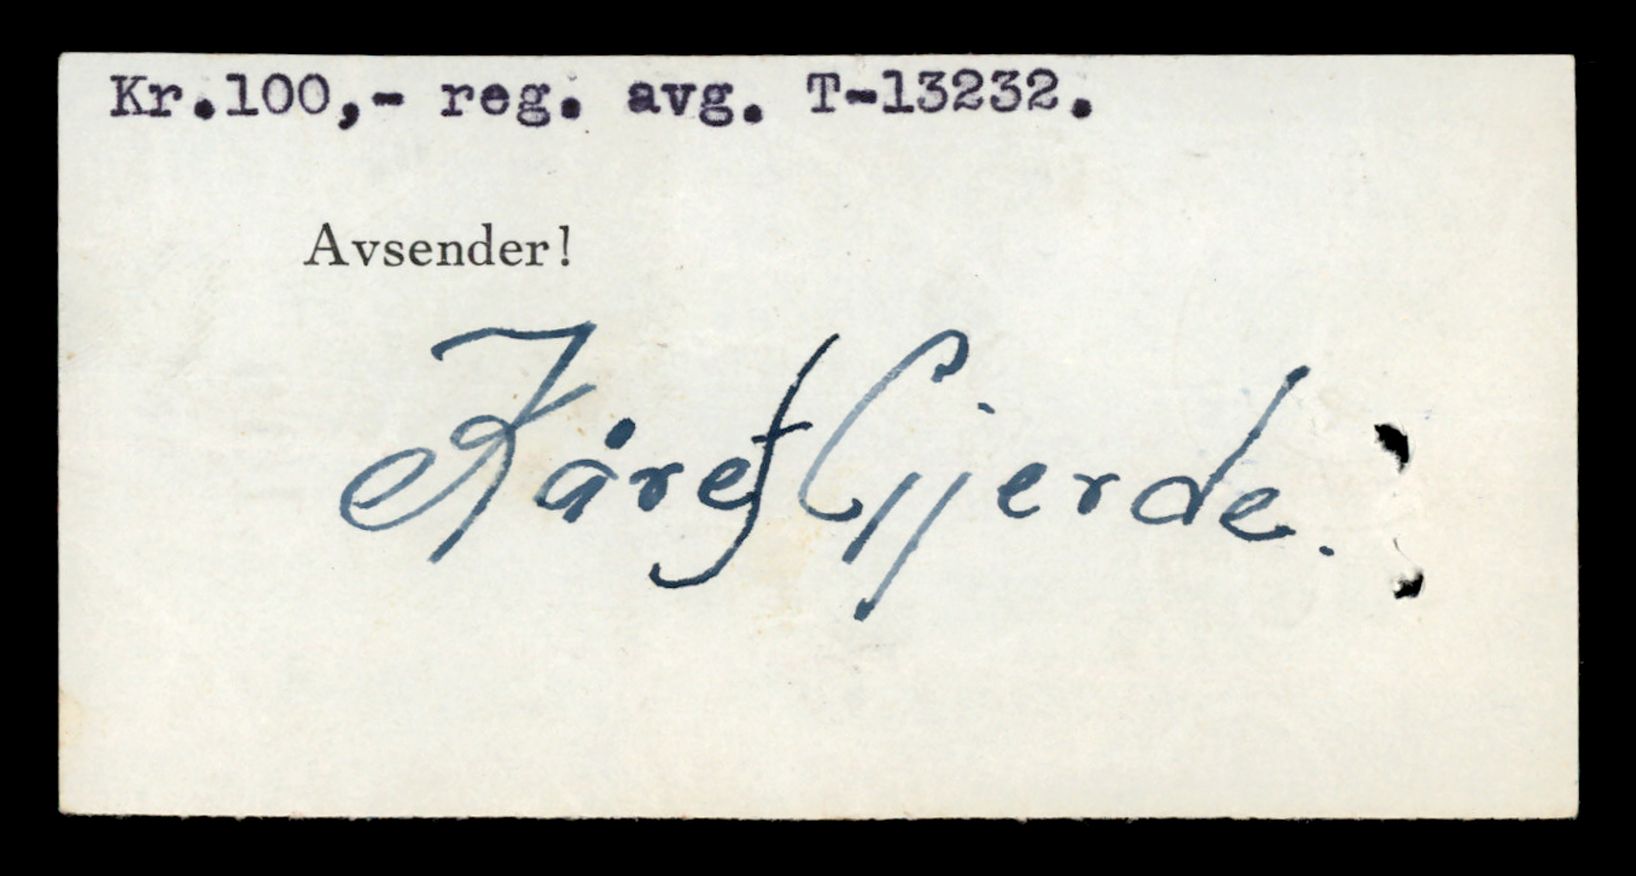 Kr.100,- reg. avg. T-13232.
Avsender!
Kåre Gjerde.